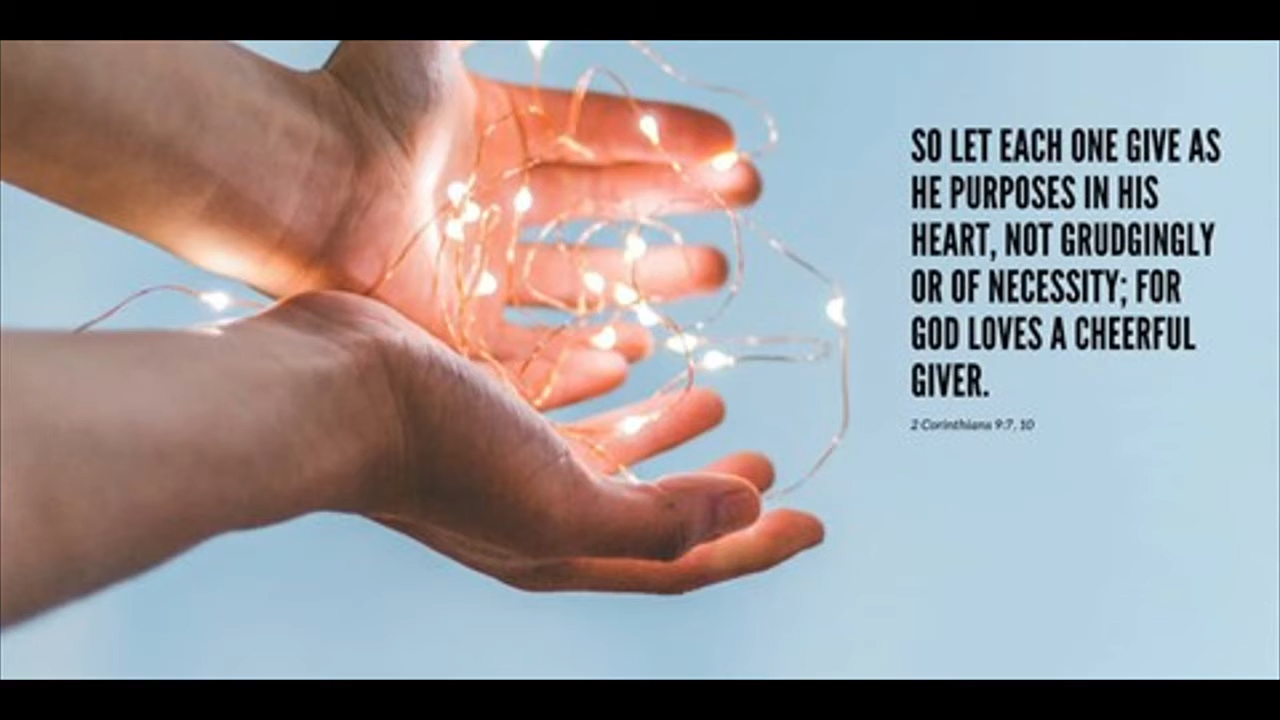 SO LET EACH ONE GIVE AS
HE PURPOSES IN HIS
HEART, NOT GRUDGINGLY
OR OF NECESSITY; FOR
GOD LOVES A CHEERFUL
GIVER.
2 Corinthians 9:7, 10